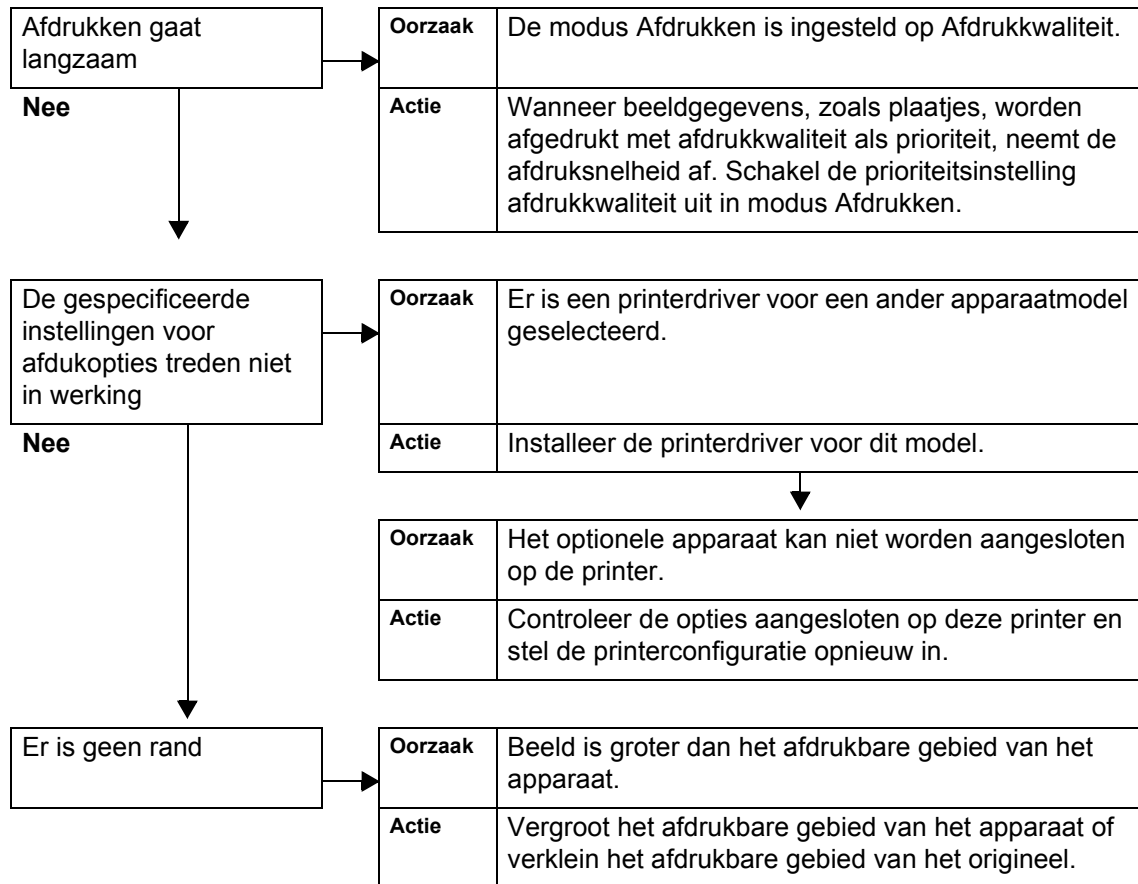 Afdrukken gaat
langzaam
Oorzaak De modus Afdrukken is ingesteld op Afdrukkwaliteit.
Nee
Actie Wanneer beeldgegevens, zoals plaatjes, worden
afgedrukt met afdrukkwaliteit als prioriteit, neemt de
afdruksnelheid af. Schakel de prioriteitsinstelling
afdrukkwaliteit uit in modus Afdrukken.
De gespecificeerde
instellingen voor
afdukopties treden niet
in werking
Oorzaak Er is een printerdriver voor een ander apparaatmodel
geselecteerd.
Nee
Actie Installeer de printerdriver voor dit model.
Oorzaak Het optionele apparaat kan niet worden aangesloten
op de printer.
Actie Controleer de opties aangesloten op deze printer en
stel de printerconfiguratie opnieuw in.
Er is geen rand
Oorzaak Beeld is groter dan het afdrukbare gebied van het
apparaat.
Actie Vergroot het afdrukbare gebied van het apparaat of
verklein het afdrukbare gebied van het origineel.